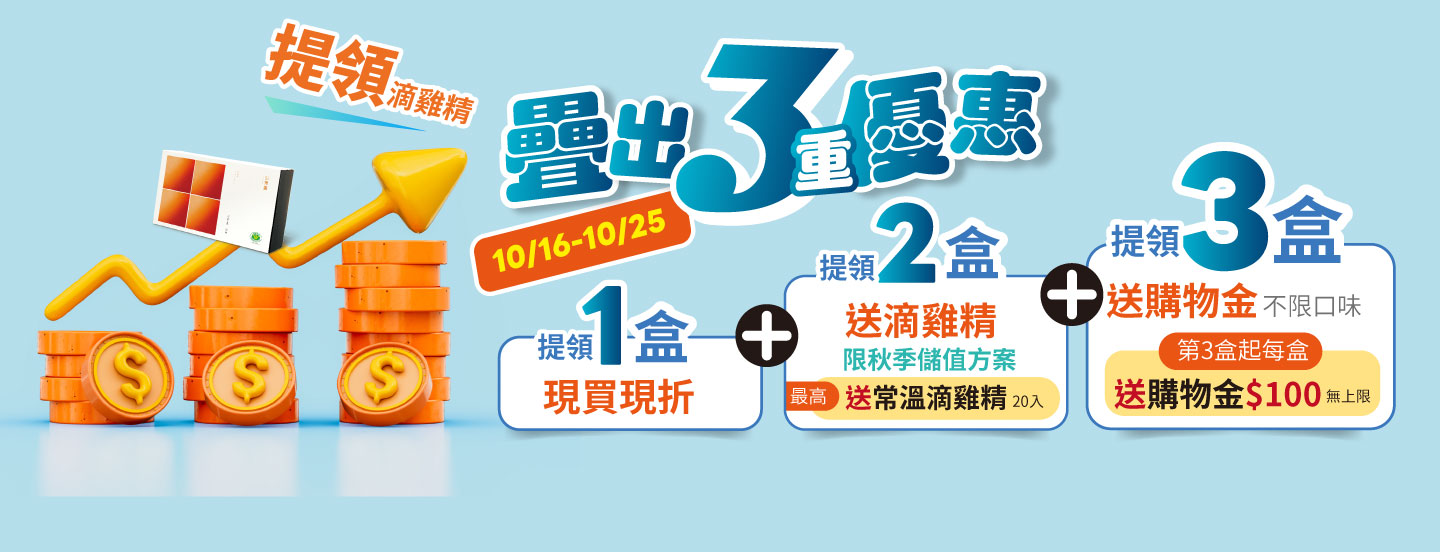 提領滴雞精
疊出3重優惠
10/16-10/25
提領1盒
現買現折
提領2盒
送滴雞精
限秋季儲值方案
最高 送常溫滴雞精 20入
提領3盒
送購物金 不限口味
第3盒起每盒
送購物金$100 無上限